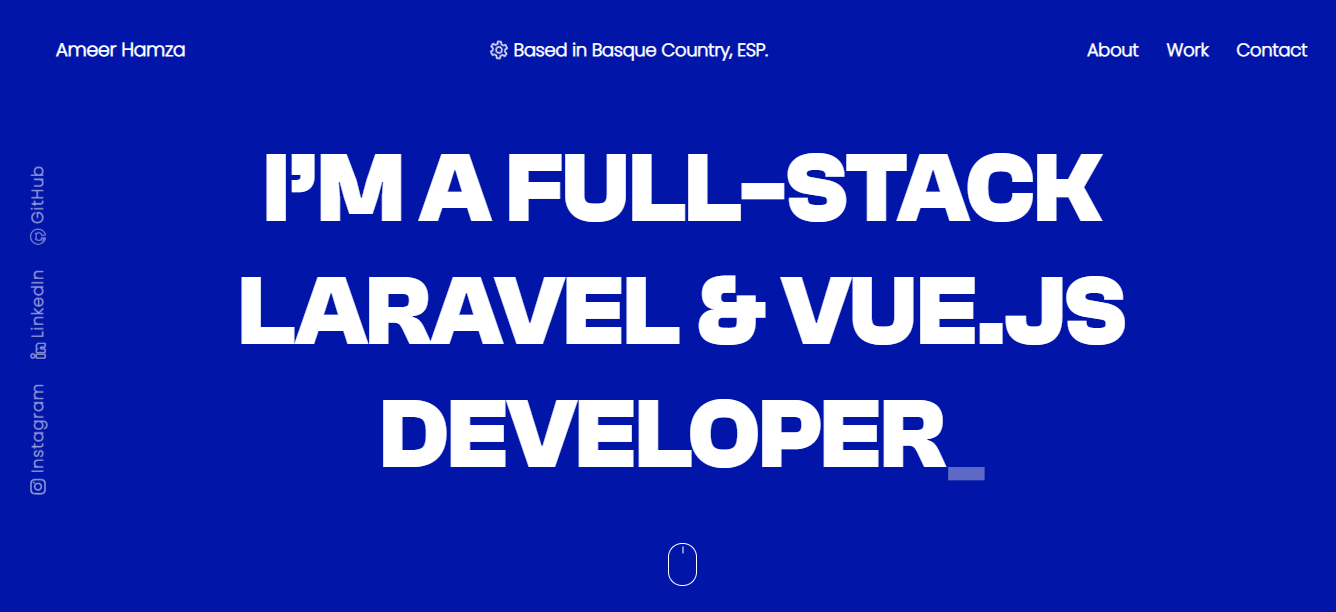 Ameer Hamza
Based in Basque Country, ESP.
About Work Contact
I'M A FULL-STACK
LARAVEL & VUE.JS
DEVELOPER_
GitHub
LinkedIn
Instagram